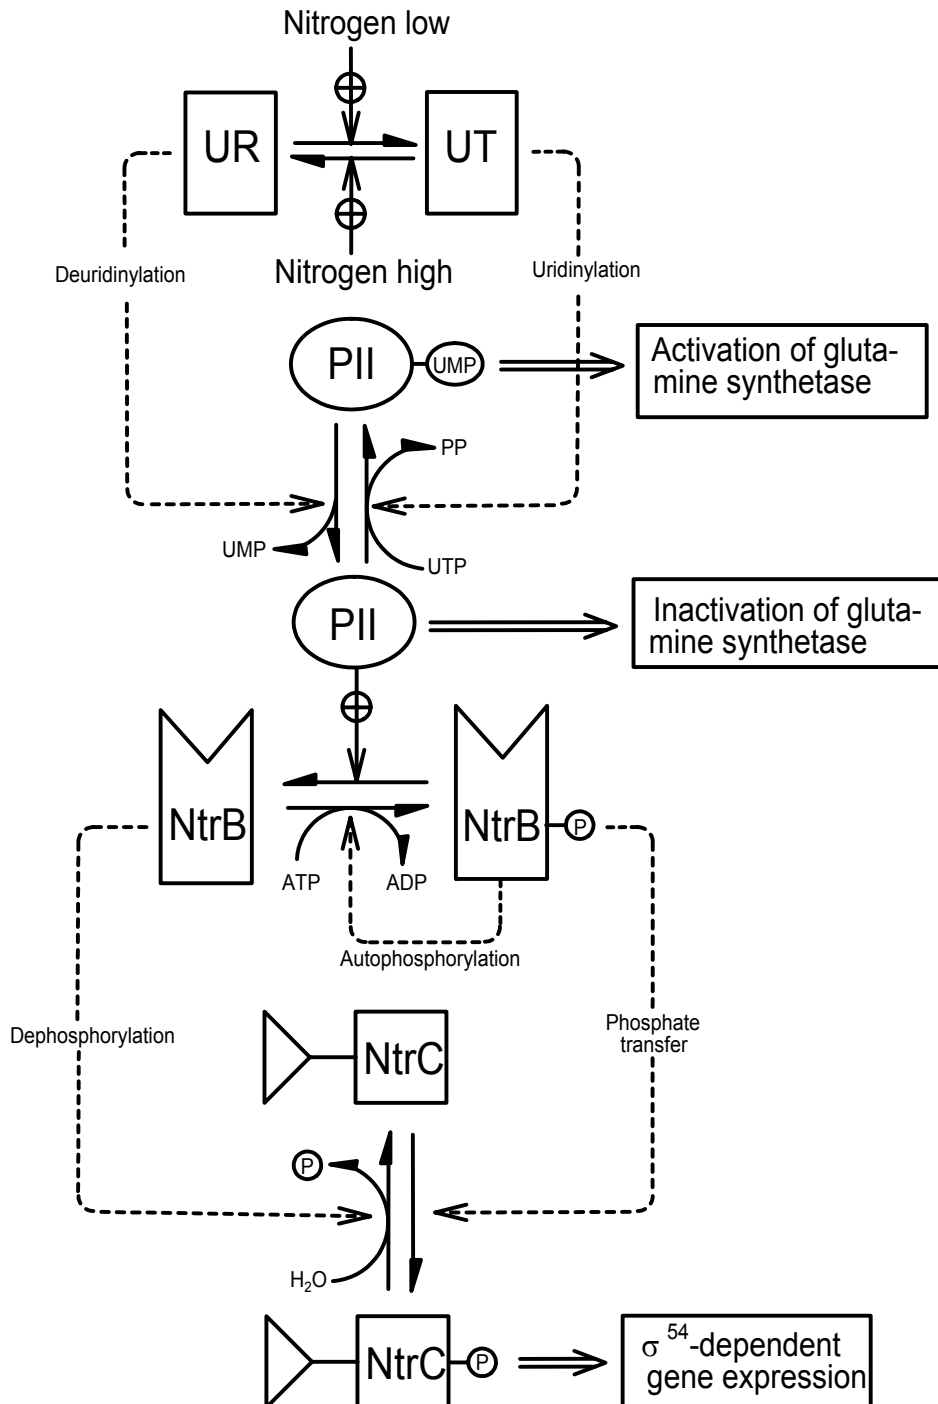 Nitrogen low
UR
UT
Nitrogen high
Deuridinylation
Uridinylation
PII
UMP
Activation of gluta-
mine synthetase
PP
UMP
UTP
PII
Inactivation of gluta-
mine synthetase
NtrB
NtrB
P
ATP
ADP
Autophosphorylation
Dephosphorylation
Phosphate
transfer
NtrC
P
H₂O
NtrC
P
σ⁵⁴-dependent
gene expression